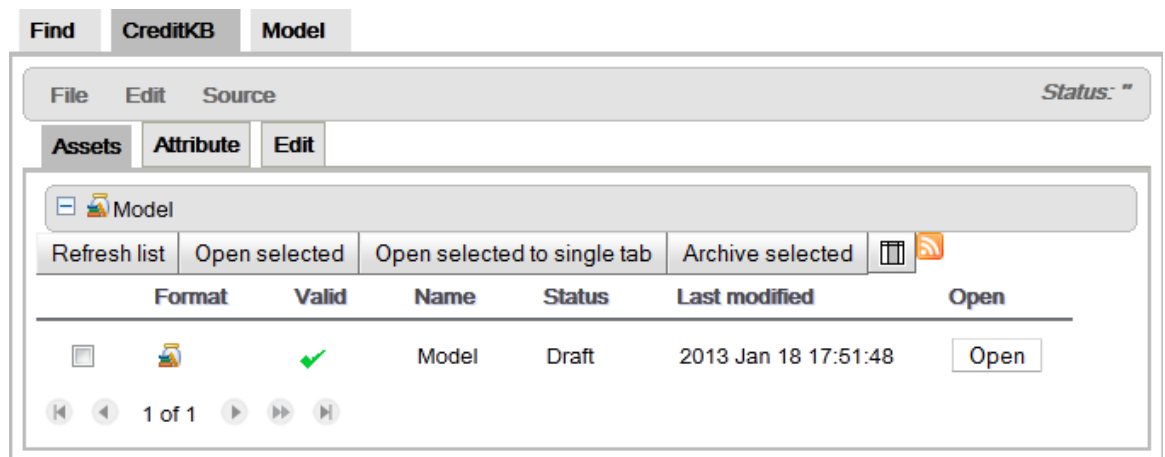 Find CreditKB Model
File Edit Source Status: "
Assets Attribute Edit
Model
Refresh list Open selected Open selected to single tab Archive selected
Format Valid Name Status Last modified Open
Model Draft 2013 Jan 18 17:51:48 Open
1 of 1